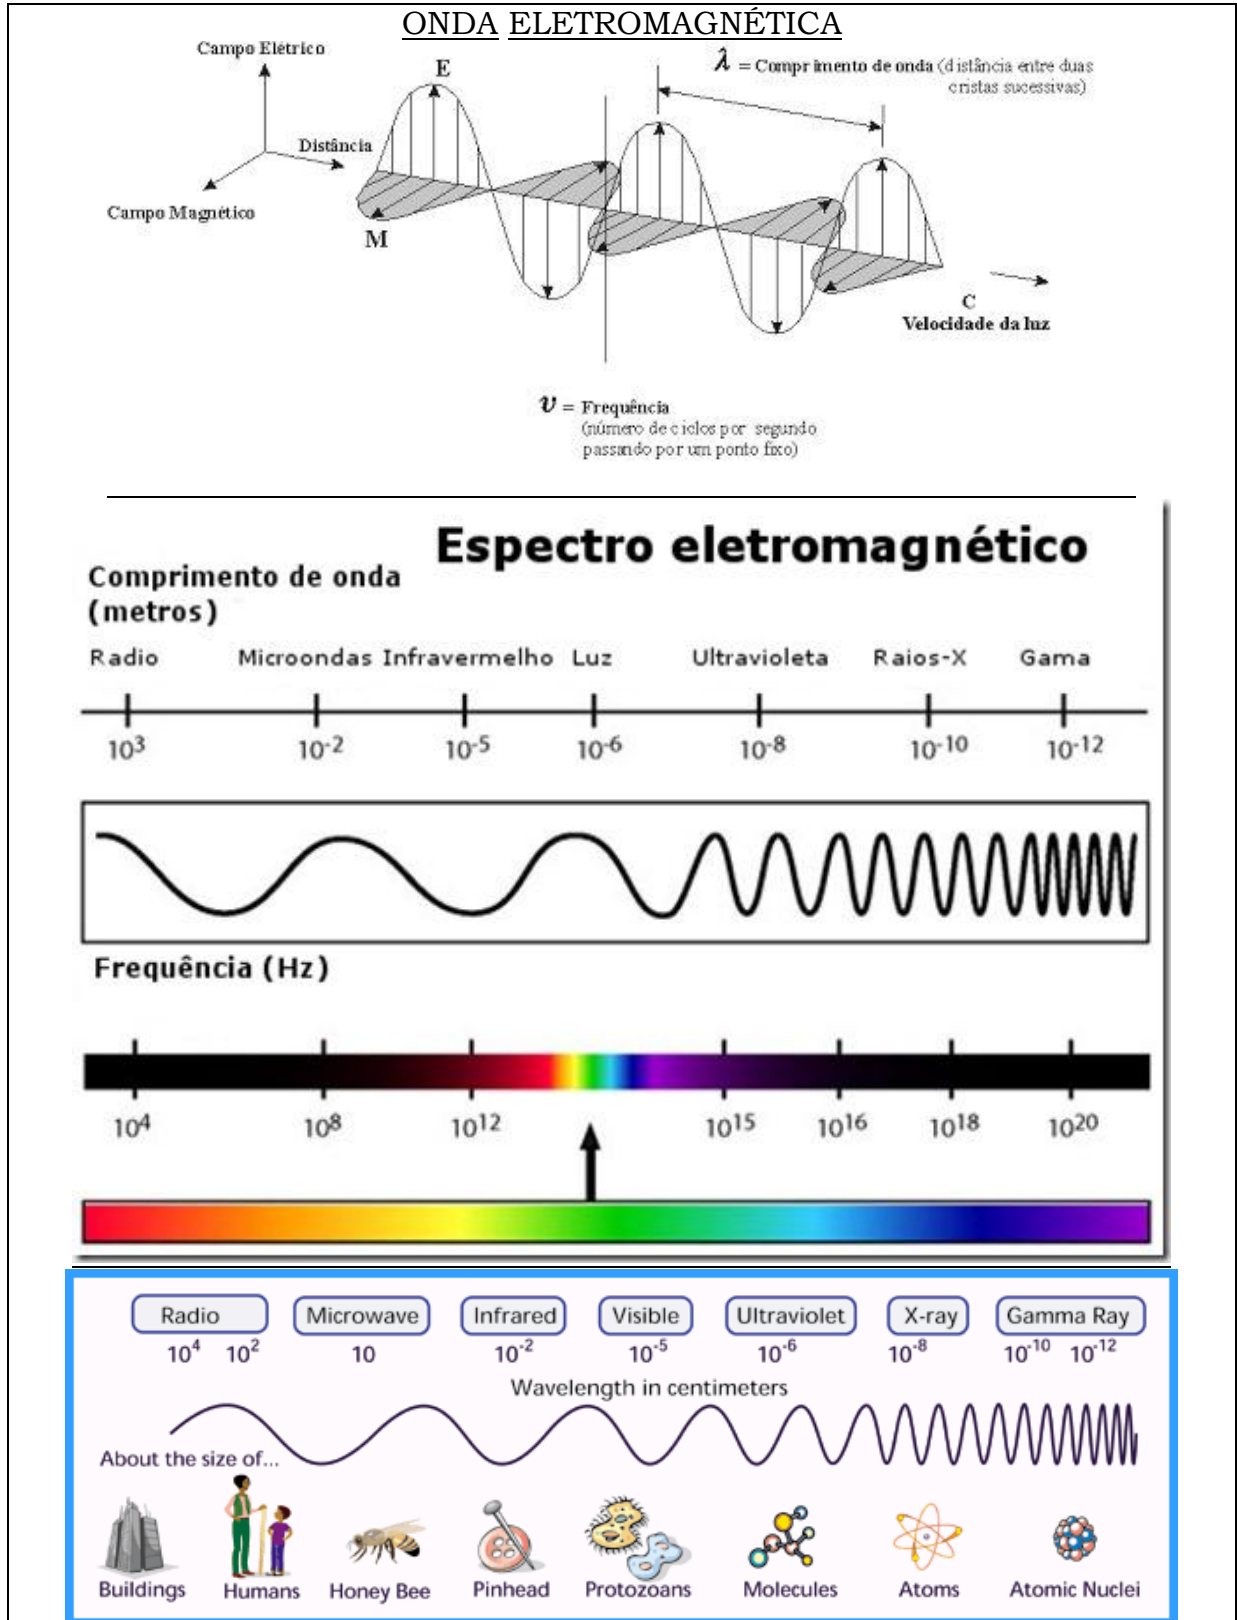 ONDA ELETROMAGNÉTICA
Campo Elétrico
E
λ = Comprimento de onda (distância entre duas
cristas sucessivas)
Distância
Campo Magnético
M
C
Velocidade da luz
υ = Frequência
(número de ciclos por segundo
passando por um ponto fixo)
Espectro eletromagnético
Comprimento de onda
(metros)
Radio Microondas Infravermelho Luz Ultravioleta Raios-X Gama
10³ 10⁻² 10⁻⁵ 10⁻⁶ 10⁻⁸ 10⁻¹⁰ 10⁻¹²
Frequência (Hz)
10⁴ 10⁸ 10¹² 10¹⁵ 10¹⁶ 10¹⁸ 10²⁰
Radio Microwave Infrared Visible Ultraviolet X-ray Gamma Ray
10⁴ 10² 10 10⁻² 10⁻⁵ 10⁻⁶ 10⁻⁸ 10⁻¹⁰ 10⁻¹²
Wavelength in centimeters
About the size of...
Buildings Humans Honey Bee Pinhead Protozoans Molecules Atoms Atomic Nuclei